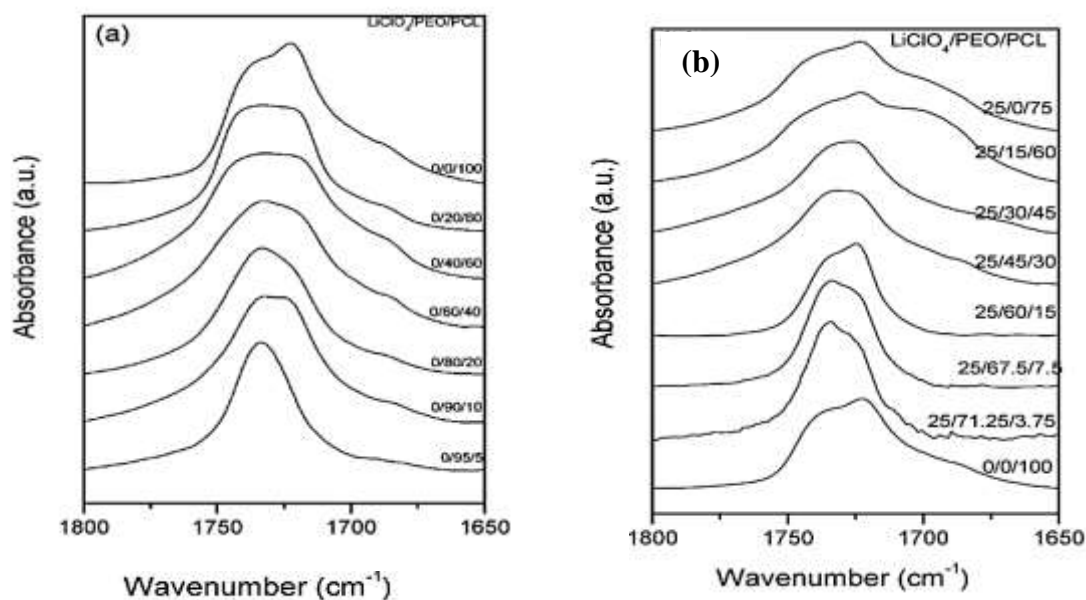 (a)
LiClO₄/PEO/PCL
0/0/100
0/20/80
0/40/60
0/60/40
0/80/20
0/90/10
0/95/5
Absorbance (a.u.)
1800
1750
1700
1650
Wavenumber (cm⁻¹)
(b)
LiClO₄/PEO/PCL
25/0/75
25/15/60
25/30/45
25/45/30
25/60/15
25/67.5/7.5
25/71.25/3.75
0/0/100
Absorbance (a.u.)
1800
1750
1700
1650
Wavenumber (cm⁻¹)